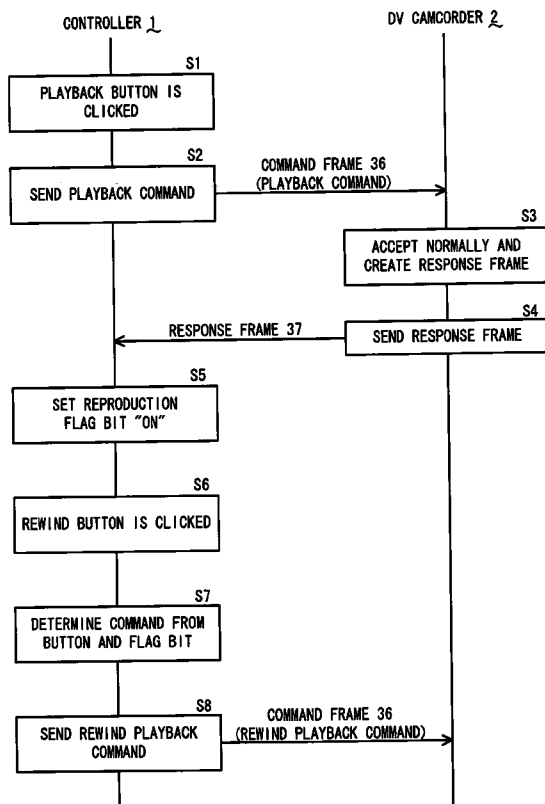 CONTROLLER 1
DV CAMCORDER 2
S1
PLAYBACK BUTTON IS
CLICKED
S2
SEND PLAYBACK COMMAND
COMMAND FRAME 36
(PLAYBACK COMMAND)
S3
ACCEPT NORMALLY AND
CREATE RESPONSE FRAME
S4
SEND RESPONSE FRAME
RESPONSE FRAME 37
S5
SET REPRODUCTION
FLAG BIT "ON"
S6
REWIND BUTTON IS CLICKED
S7
DETERMINE COMMAND FROM
BUTTON AND FLAG BIT
S8
SEND REWIND PLAYBACK
COMMAND
COMMAND FRAME 36
(REWIND PLAYBACK COMMAND)